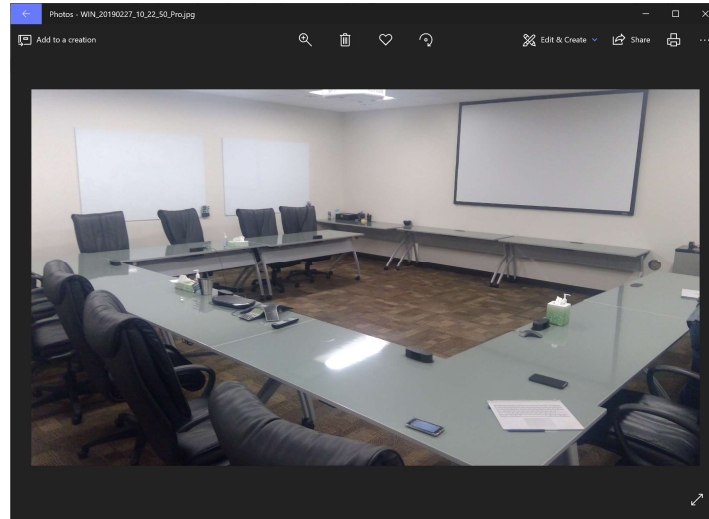 Photos - WIN_20190227_10_22_50_Pro.jpg
Add to a creation
Edit & Create
Share